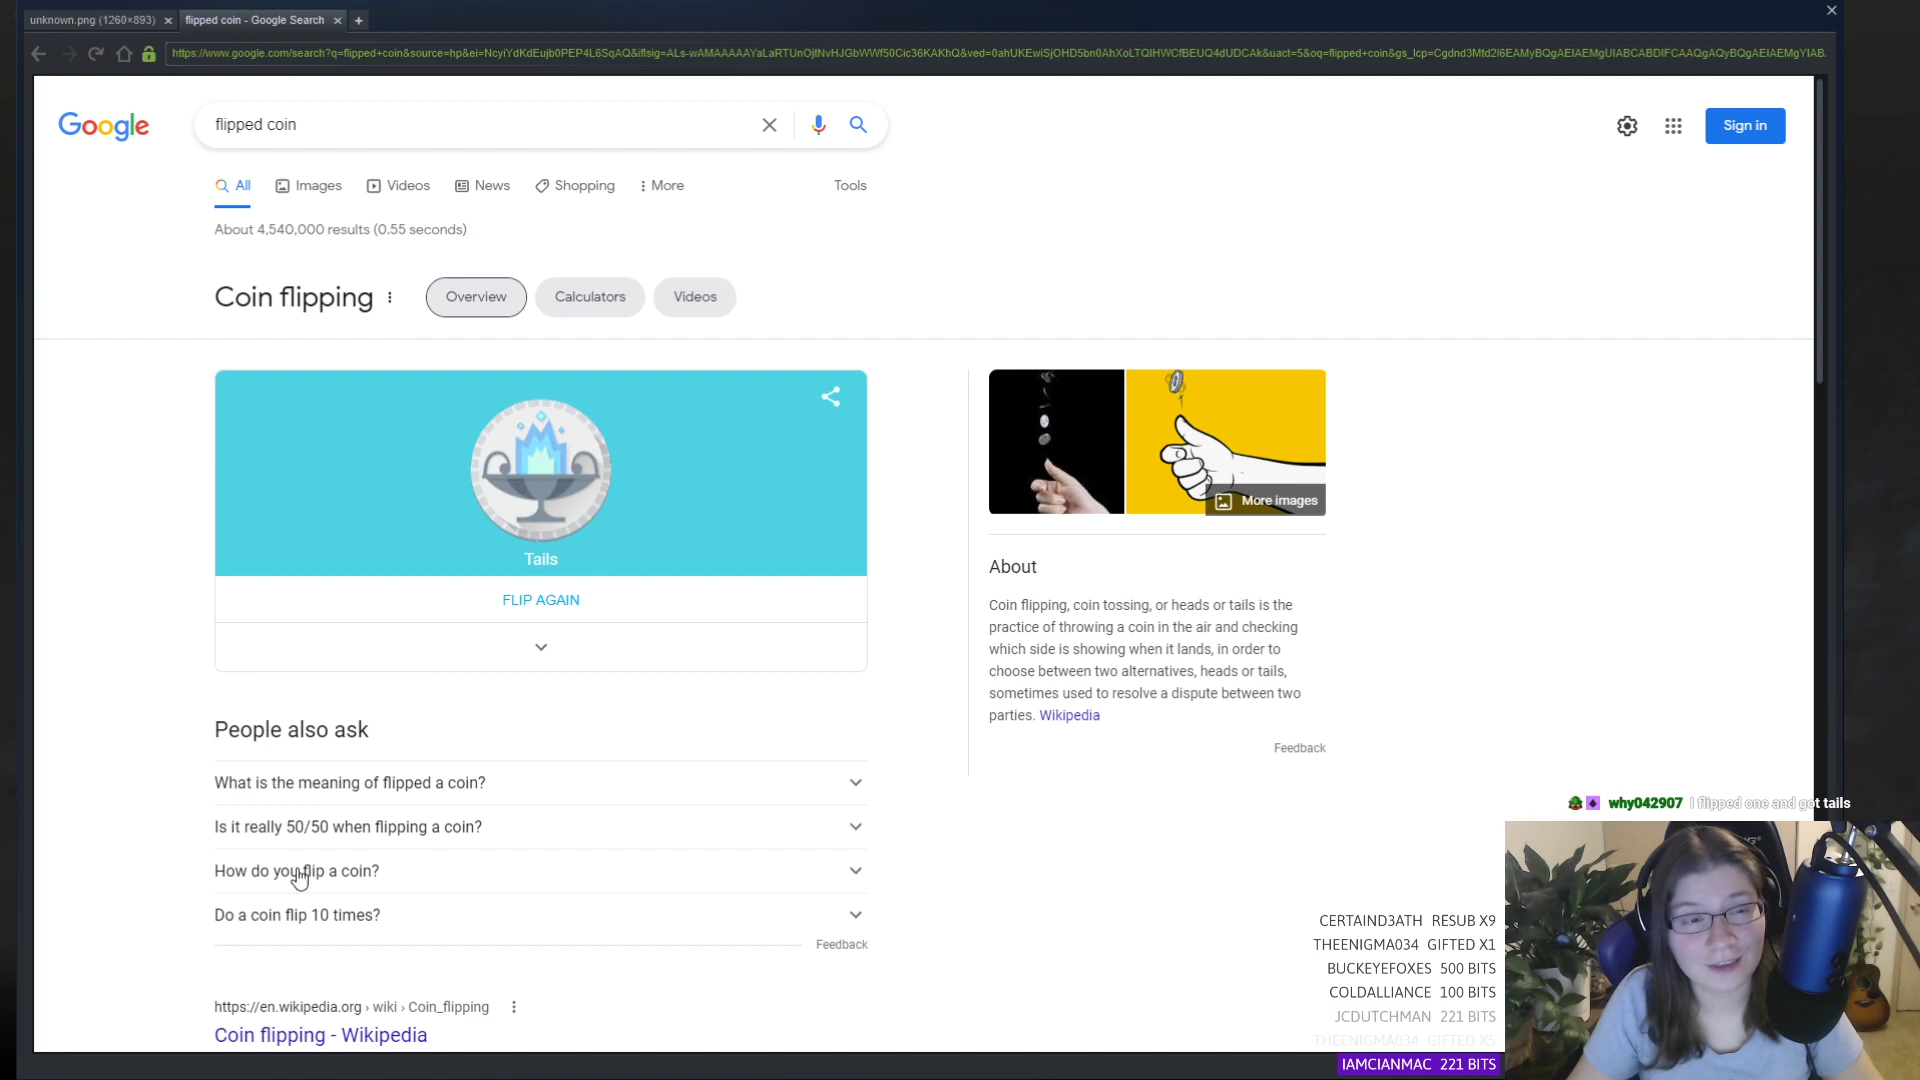 unknown.png (1260×893)
flipped coin - Google Search
Google
flipped coin
Sign in
All
Images
Videos
News
Shopping
More
Tools
About 4,540,000 results (0.55 seconds)
Coin flipping
Overview
Calculators
Videos
Tails
FLIP AGAIN
More images
About
Coin flipping, coin tossing, or heads or tails is the
practice of throwing a coin in the air and checking
which side is showing when it lands, in order to
choose between two alternatives, heads or tails,
sometimes used to resolve a dispute between two
parties. Wikipedia
Feedback
People also ask
What is the meaning of flipped a coin?
Is it really 50/50 when flipping a coin?
How do you flip a coin?
Do a coin flip 10 times?
Feedback
https://en.wikipedia.org › wiki › Coin_flipping
Coin flipping - Wikipedia
why042907 I flipped one and got tails
CERTAIND3ATH RESUB X9
THEENIGMA034 GIFTED X1
BUCKEYEFOXES 500 BITS
COLDALLIANCE 100 BITS
JCDUTCHMAN 221 BITS
THEENIGMA034 GIFTED X5
IAMCIANMAC 221 BITS